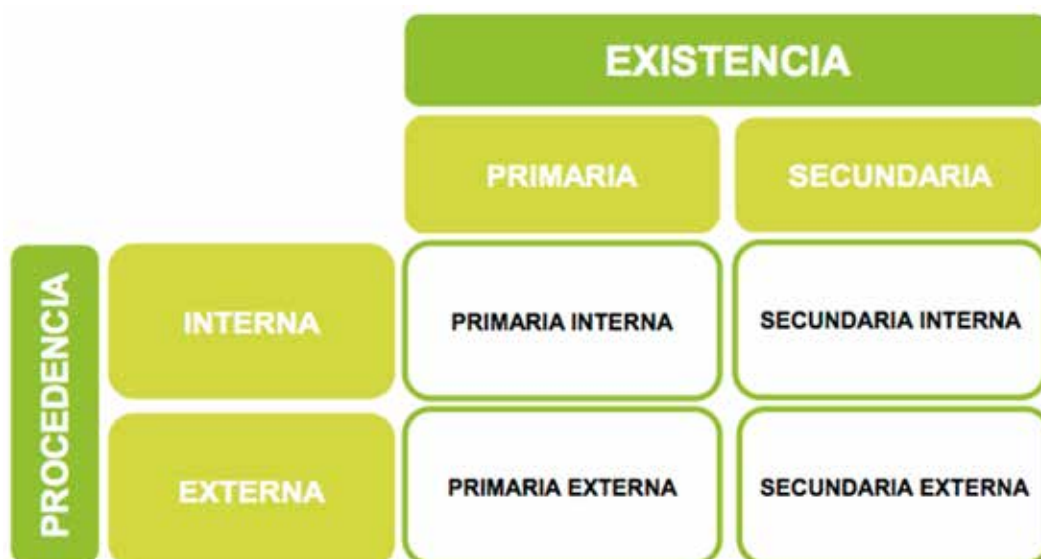 EXISTENCIA
PRIMARIA
SECUNDARIA
PROCEDENCIA
INTERNA
PRIMARIA INTERNA
SECUNDARIA INTERNA
EXTERNA
PRIMARIA EXTERNA
SECUNDARIA EXTERNA